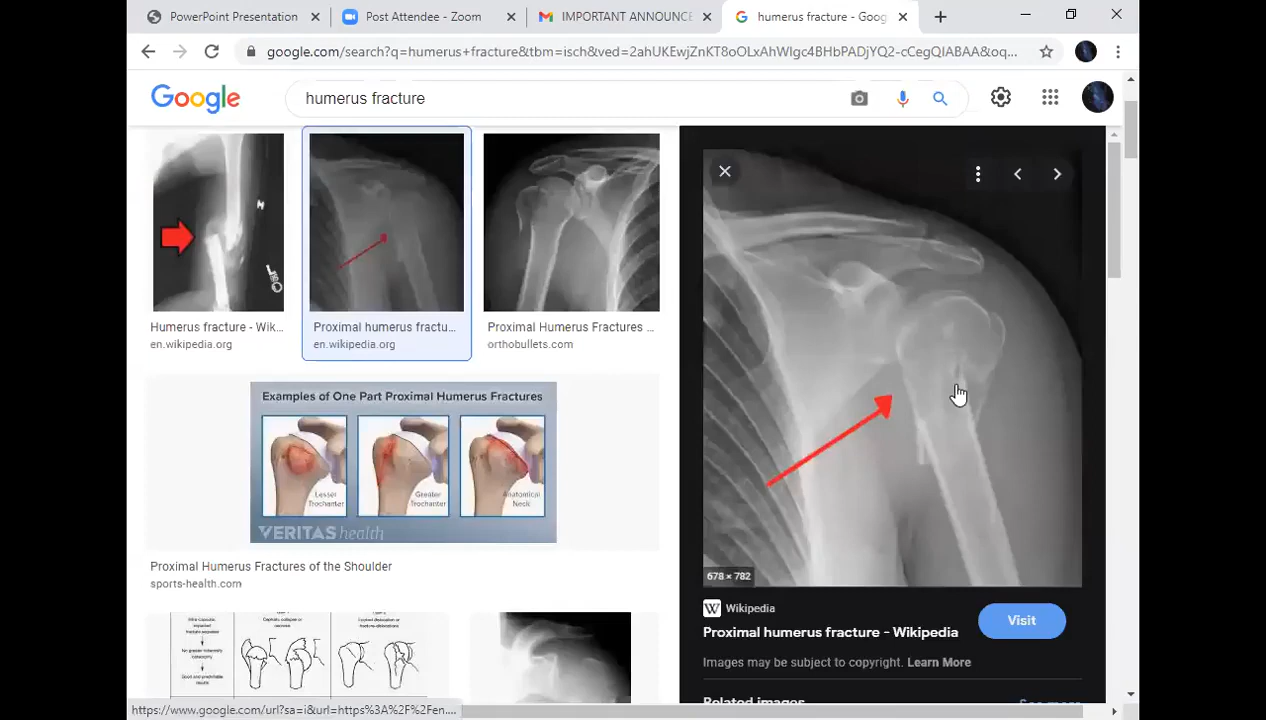 PowerPoint Presentation
Post Attendee - Zoom
IMPORTANT ANNOUNCE
humerus fracture - Goog
google.com/search?q=humerus+fracture&tbm=isch&ved=2ahUKEwjZnKT8oOLxAhWIgc4BHbPADjYQ2-cCegQIABAA&oq...
Google
humerus fracture
Humerus fracture - Wik...
en.wikipedia.org
Proximal humerus fractu...
en.wikipedia.org
Proximal Humerus Fractures ...
orthobullets.com
Examples of One Part Proximal Humerus Fractures
Lesser
Trochanter
Greater
Trochanter
Anatomical
Neck
VERITAS health
Proximal Humerus Fractures of the Shoulder
sports-health.com
678 × 782
W Wikipedia
Visit
Proximal humerus fracture - Wikipedia
Images may be subject to copyright. Learn More
Related images
See more
https://www.google.com/url?sa=i&url=https%3A%2F%2Fen....